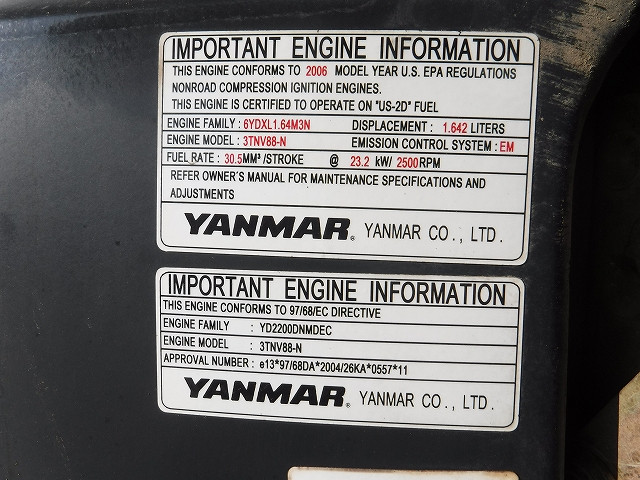 IMPORTANT ENGINE INFORMATION
THIS ENGINE CONFORMS TO 2006 MODEL YEAR U.S. EPA REGULATIONS
NONROAD COMPRESSION IGNITION ENGINES.
THIS ENGINE IS CERTIFIED TO OPERATE ON "US-2D" FUEL
ENGINE FAMILY : 6YDXL1.64M3N DISPLACEMENT : 1.642 LITERS
ENGINE MODEL : 3TNV88-N EMISSION CONTROL SYSTEM : EM
FUEL RATE : 30.5MM³/STROKE @ 23.2 kW/ 2500RPM
REFER OWNER'S MANUAL FOR MAINTENANCE SPECIFICATIONS AND
ADJUSTMENTS
YANMAR® YANMAR CO., LTD.
IMPORTANT ENGINE INFORMATION
THIS ENGINE CONFORMS TO 97/68/EC DIRECTIVE
ENGINE FAMILY : YD2200DNMDEC
ENGINE MODEL : 3TNV88-N
APPROVAL NUMBER : e13*97/68DA*2004/26KA*0557*11
YANMAR® YANMAR CO., LTD.